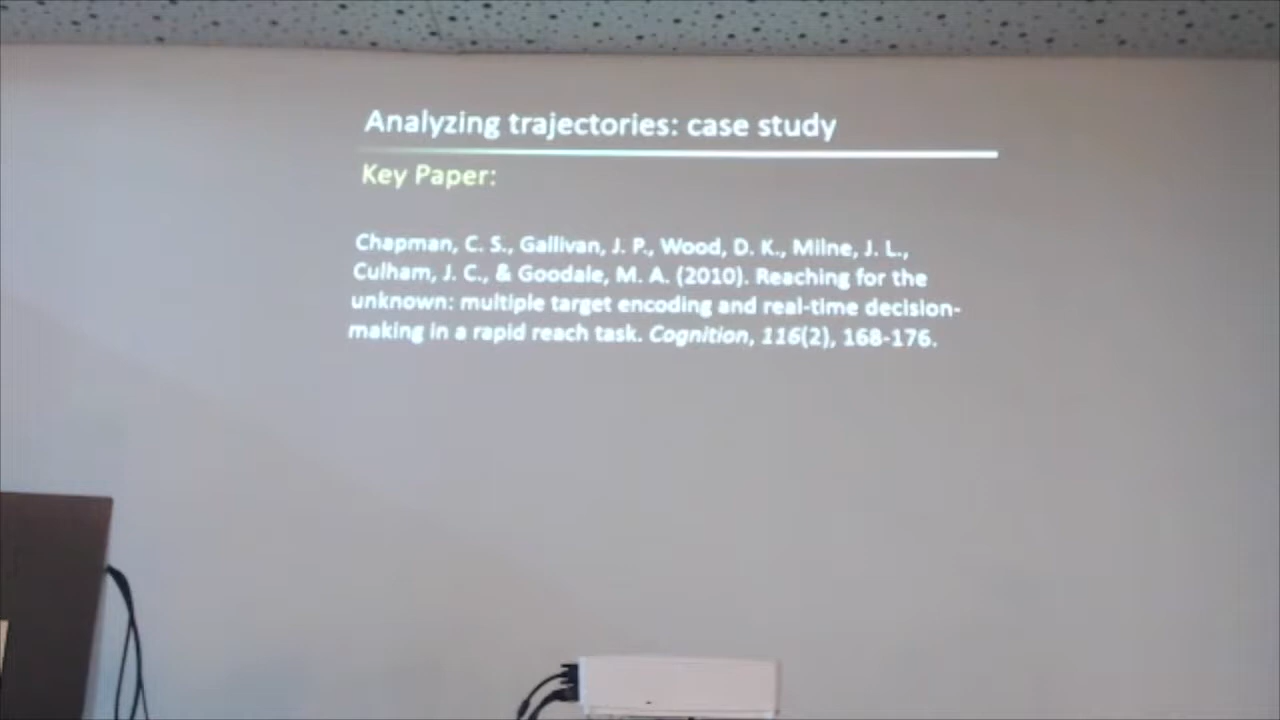 Analyzing trajectories: case study
Key Paper:
Chapman, C. S., Gallivan, J. P., Wood, D. K., Milne, J. L.,
Culham, J. C., & Goodale, M. A. (2010). Reaching for the
unknown: multiple target encoding and real-time decision-
making in a rapid reach task. Cognition, 116(2), 168-176.